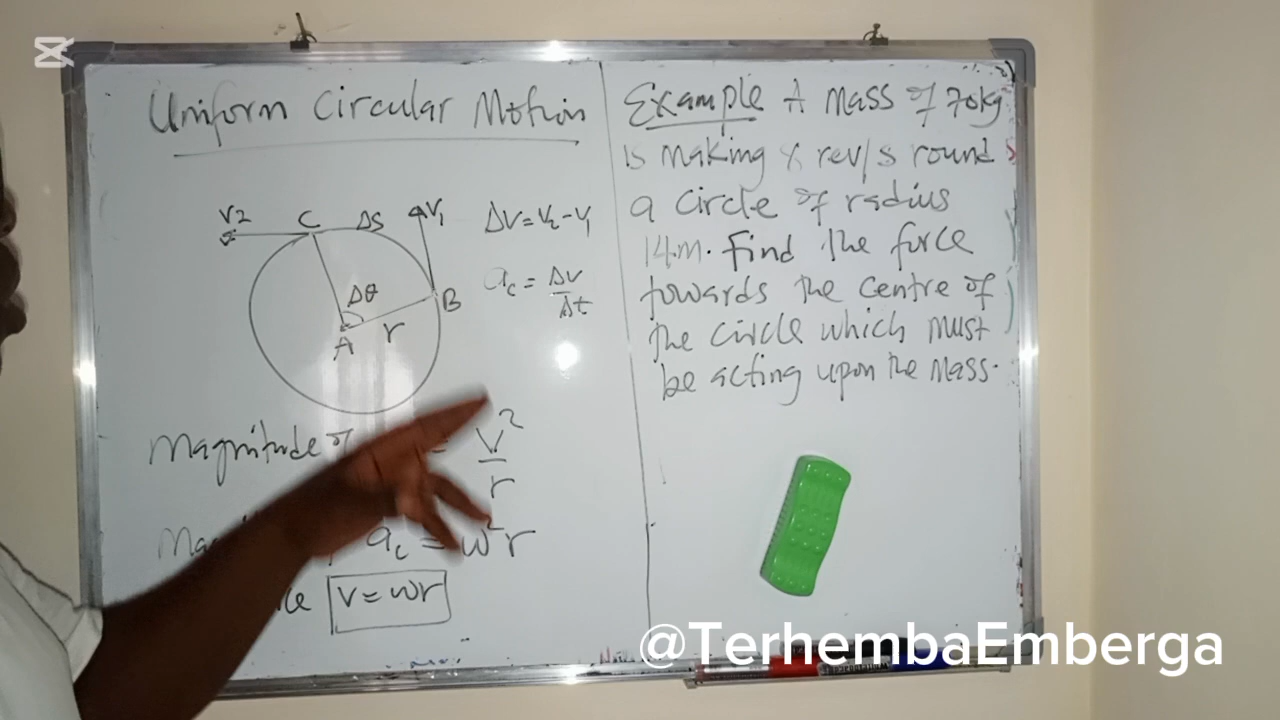 Uniform Circular Motion
V2 C ΔS V1
ΔV = V2 - V1
Δθ
B
A r
ac = ΔV/Δt
Magnitude of = V²/r
ac = ω²r
V = ωr
Example A Mass of 70kg
is making rev/s round
a circle of radius
14m. Find the force
towards the centre of
the circle which must
be acting upon the Mass.
@TerhembaEmberga